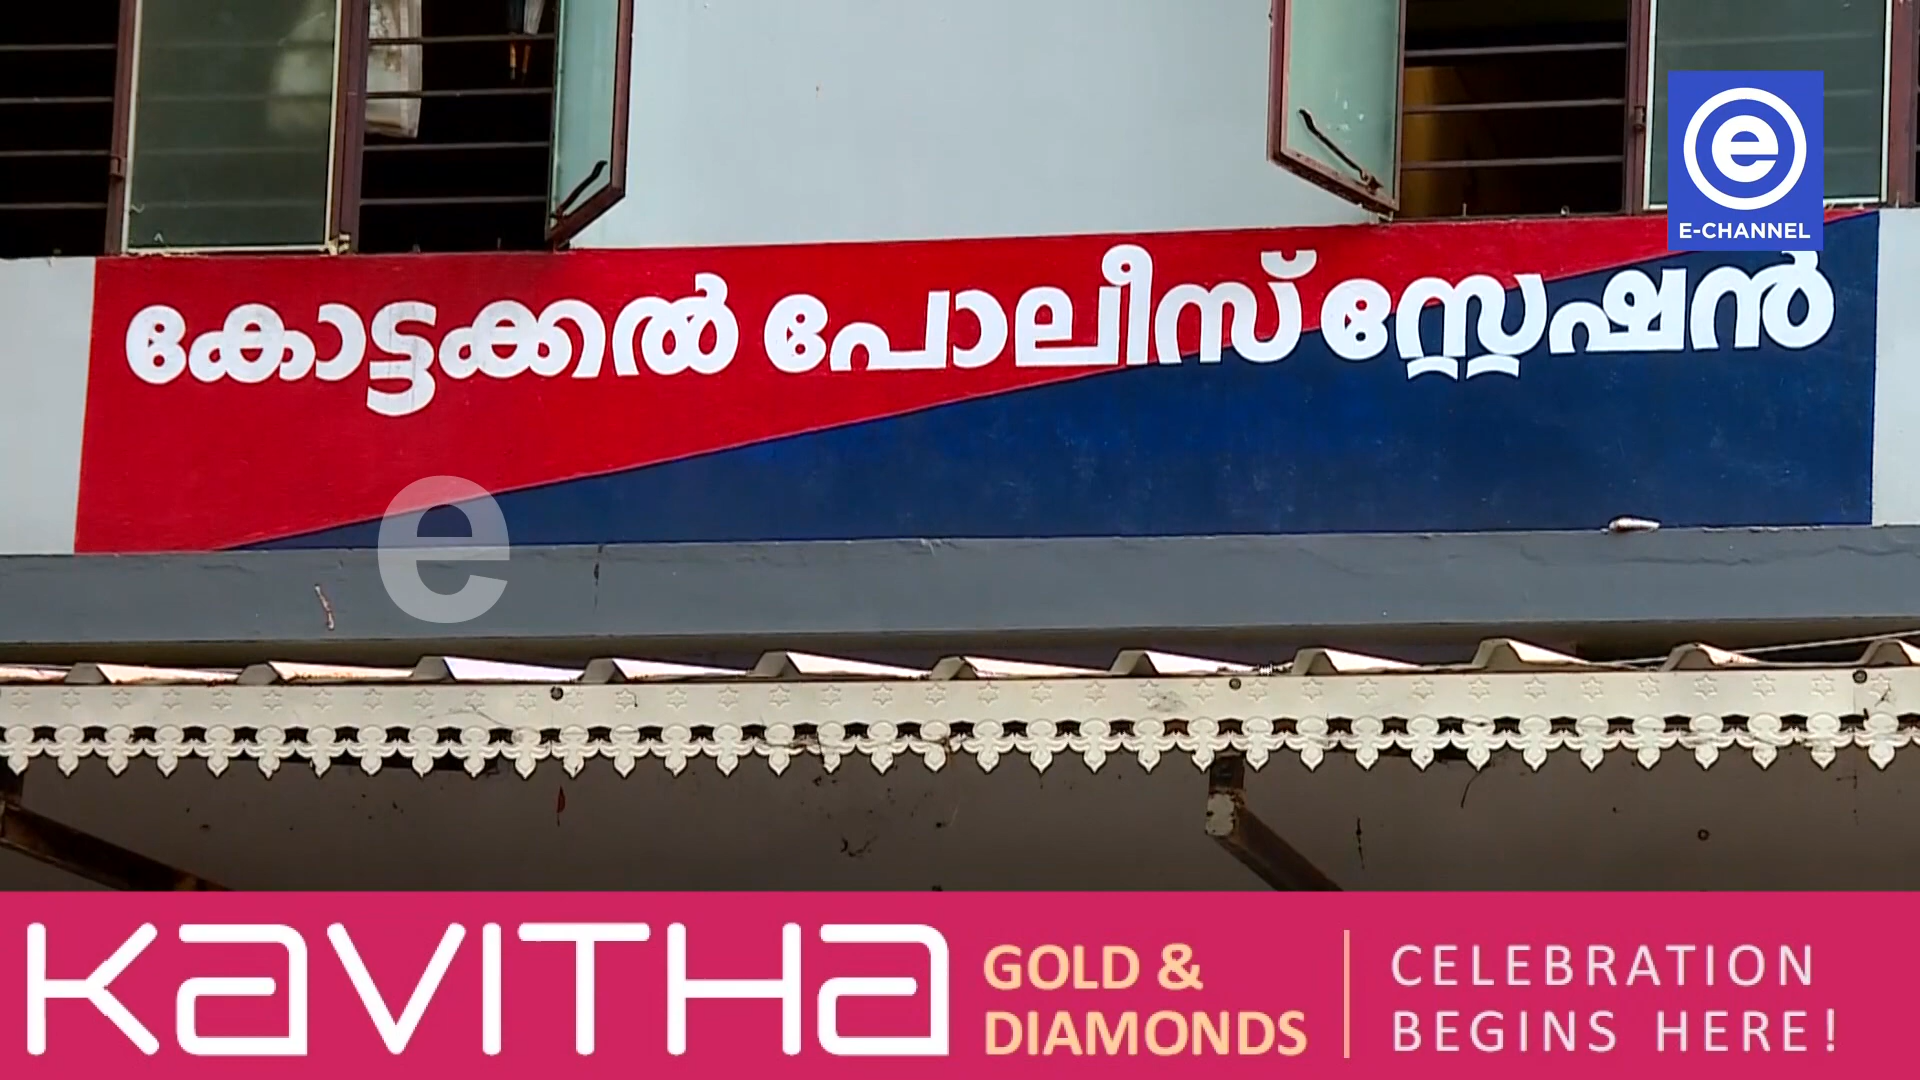 e
E-CHANNEL
കോട്ടക്കൽ പോലീസ് സ്റ്റേഷൻ
e
KAVITHA
GOLD &
DIAMONDS
CELEBRATION
BEGINS HERE!